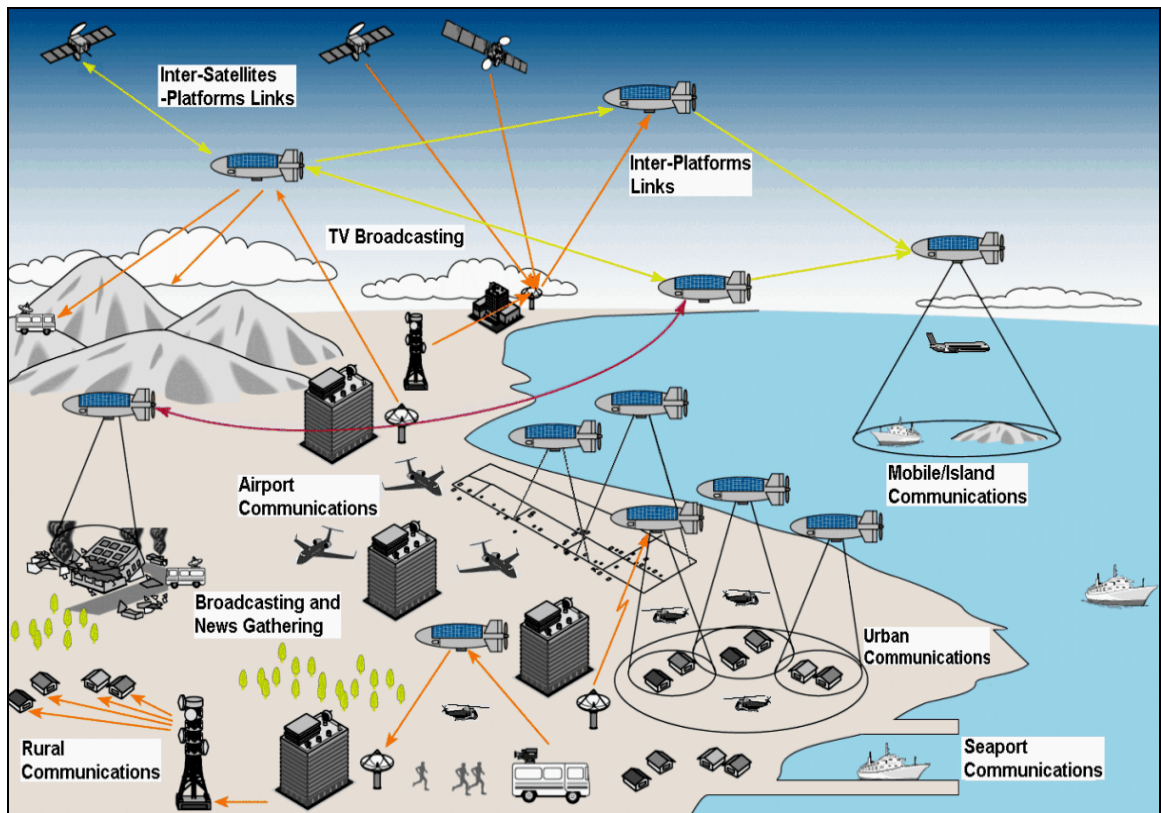 Inter-Satellites
-Platforms Links
Inter-Platforms
Links
TV Broadcasting
Mobile/Island
Communications
Airport
Communications
Broadcasting and
News Gathering
Urban
Communications
Rural
Communications
Seaport
Communications